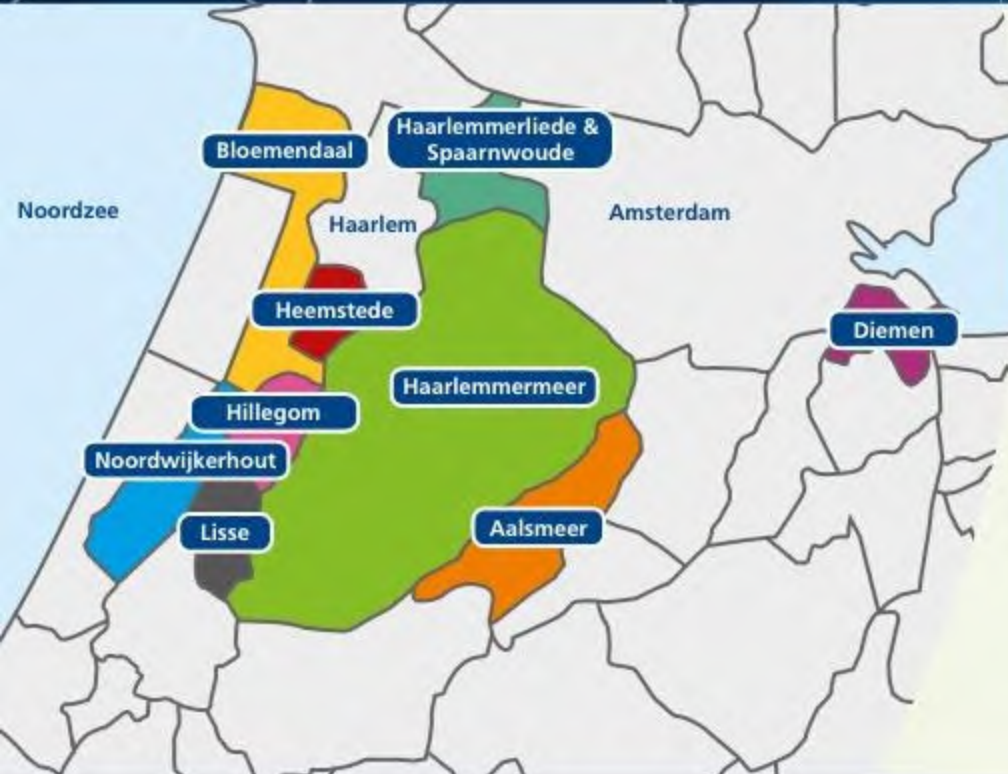 Haarlemmerliede &
Spaarnwoude
Bloemendaal
Noordzee
Haarlem
Amsterdam
Heemstede
Diemen
Haarlemmermeer
Hillegom
Noordwijkerhout
Lisse
Aalsmeer